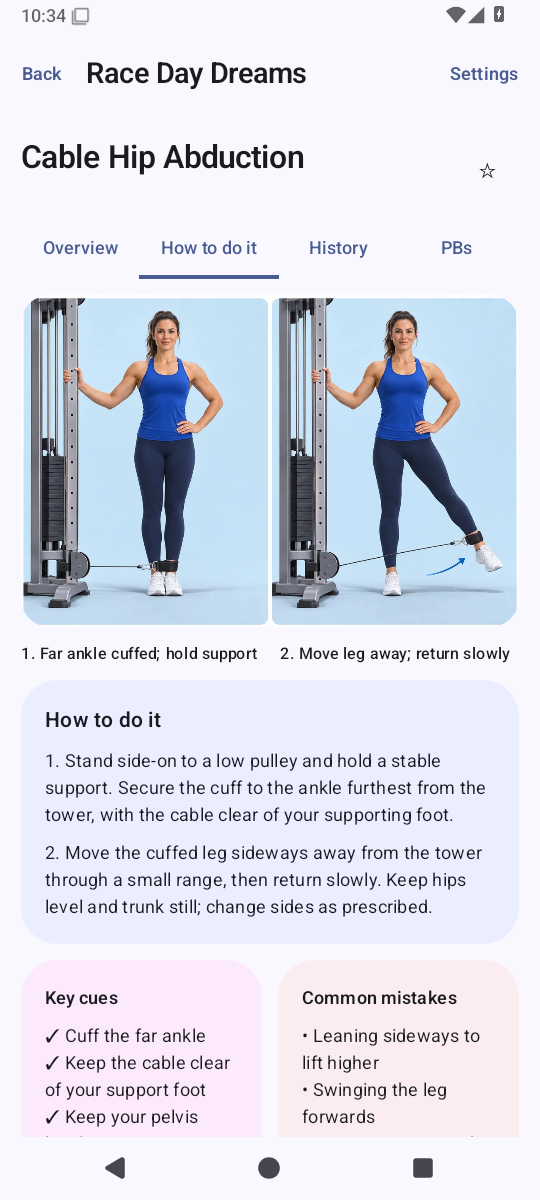 10:34
Back Race Day Dreams Settings
Cable Hip Abduction
☆
Overview How to do it History PBs
1. Far ankle cuffed; hold support 2. Move leg away; return slowly
How to do it
1. Stand side-on to a low pulley and hold a stable
support. Secure the cuff to the ankle furthest from the
tower, with the cable clear of your supporting foot.
2. Move the cuffed leg sideways away from the tower
through a small range, then return slowly. Keep hips
level and trunk still; change sides as prescribed.
Key cues
✓ Cuff the far ankle
✓ Keep the cable clear
of your support foot
✓ Keep your pelvis
Common mistakes
• Leaning sideways to
lift higher
• Swinging the leg
forwards